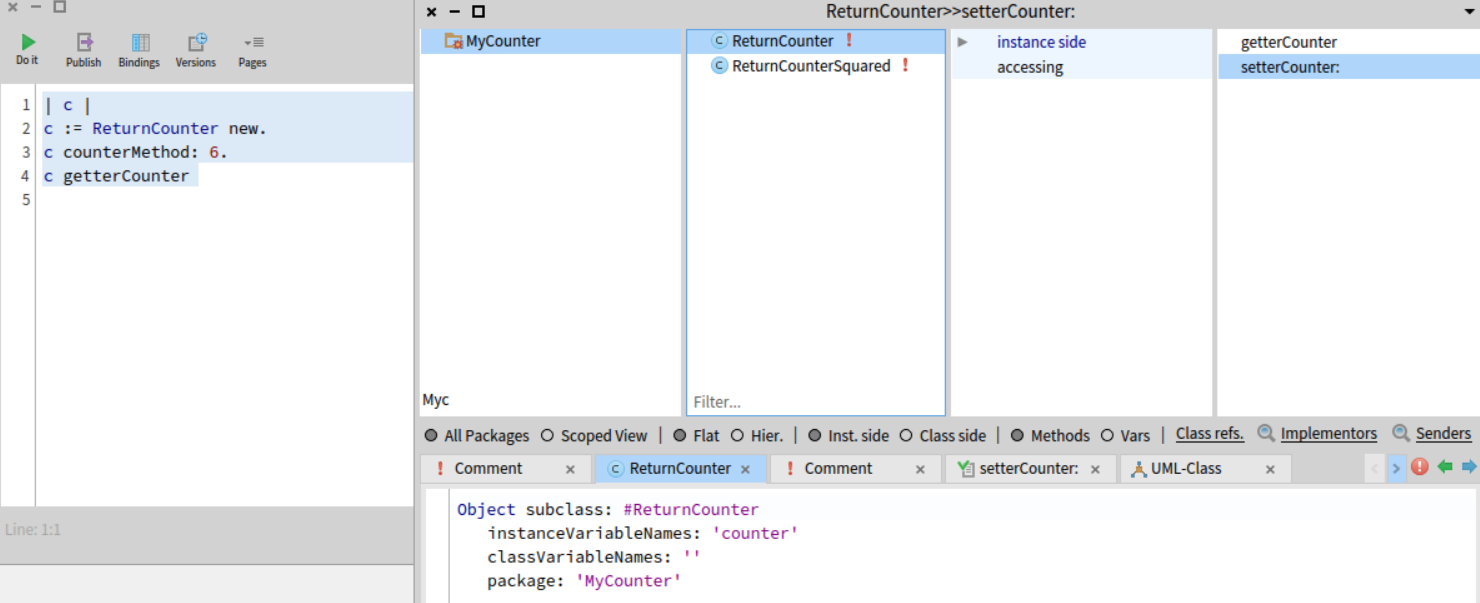 Do it
Publish
Bindings
Versions
Pages
1 | c |
2 c := ReturnCounter new.
3 c counterMethod: 6.
4 c getterCounter
5
Line: 1:1
ReturnCounter>>setterCounter:
MyCounter
Myc
ReturnCounter
ReturnCounterSquared
Filter...
instance side
accessing
getterCounter
setterCounter:
All Packages Scoped View | Flat Hier. | Inst. side Class side | Methods Vars | Class refs. Implementors Senders
Comment ReturnCounter Comment setterCounter: UML-Class
Object subclass: #ReturnCounter
instanceVariableNames: 'counter'
classVariableNames: ''
package: 'MyCounter'